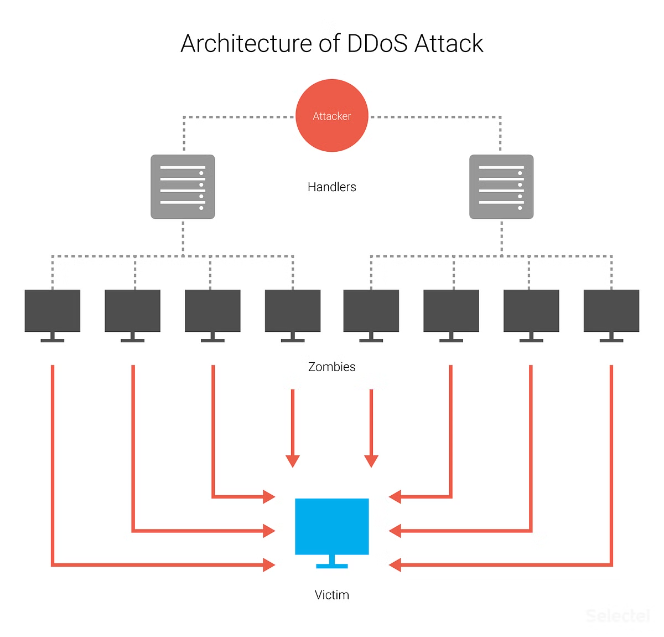 Architecture of DDoS Attack
Attacker
Handlers
Zombies
Victim
Selectel